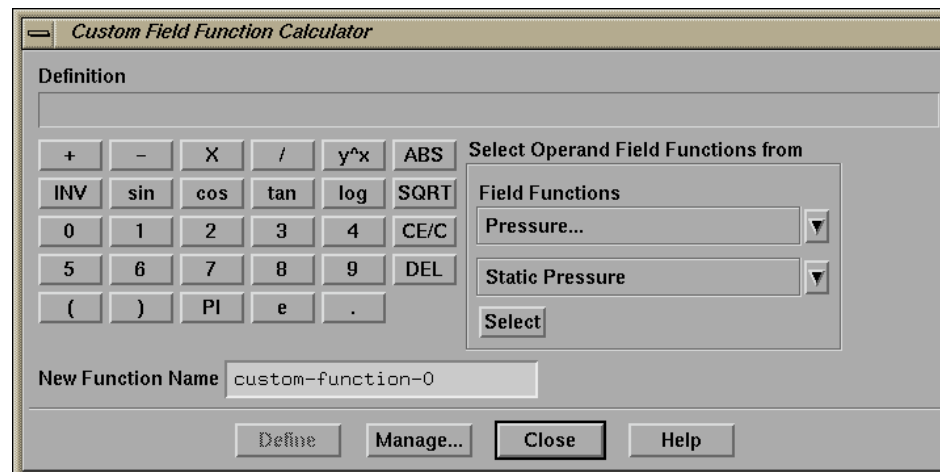 Custom Field Function Calculator
Definition
+ - X / y^x ABS
INV sin cos tan log SQRT
0 1 2 3 4 CE/C
5 6 7 8 9 DEL
( ) PI e .
Select Operand Field Functions from
Field Functions
Pressure...
Static Pressure
Select
New Function Name custom-function-0
Define Manage... Close Help